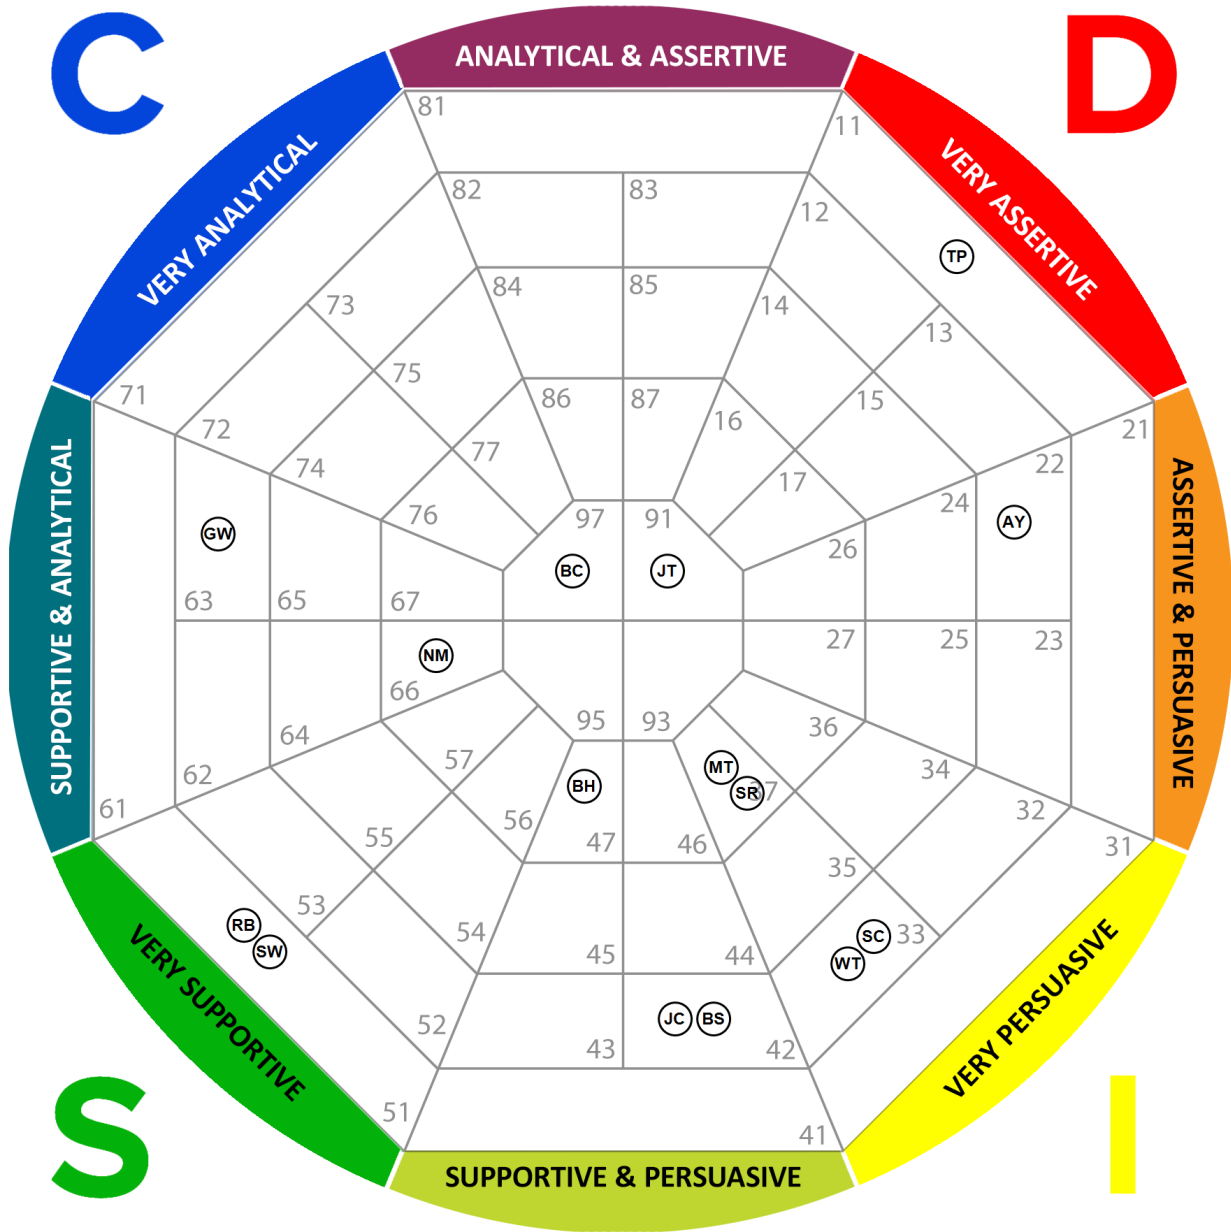 C
D
ANALYTICAL & ASSERTIVE
VERY ANALYTICAL
VERY ASSERTIVE
81
11
82
83
12
TP
84
85
14
73
13
75
15
86
87
71
72
16
21
77
22
74
17
76
24
97
91
GW
AY
26
BC
JT
SUPPORTIVE & ANALYTICAL
ASSERTIVE & PERSUASIVE
63
65
67
27
25
23
NM
66
95
93
36
64
57
MT
34
62
BH
SR
37
61
56
32
55
47
46
31
35
53
RB
54
SC
33
SW
45
44
WT
52
JC
BS
43
42
51
41
VERY SUPPORTIVE
VERY PERSUASIVE
S
I
SUPPORTIVE & PERSUASIVE